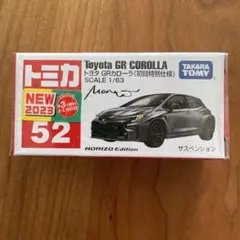 トミカ
Toyota GR COROLLA
トヨタ GRカローラ(初回特別仕様)
SCALE 1/63
TAKARA TOMY
NEW
2023
52
MORIZO Edition
サスペンション